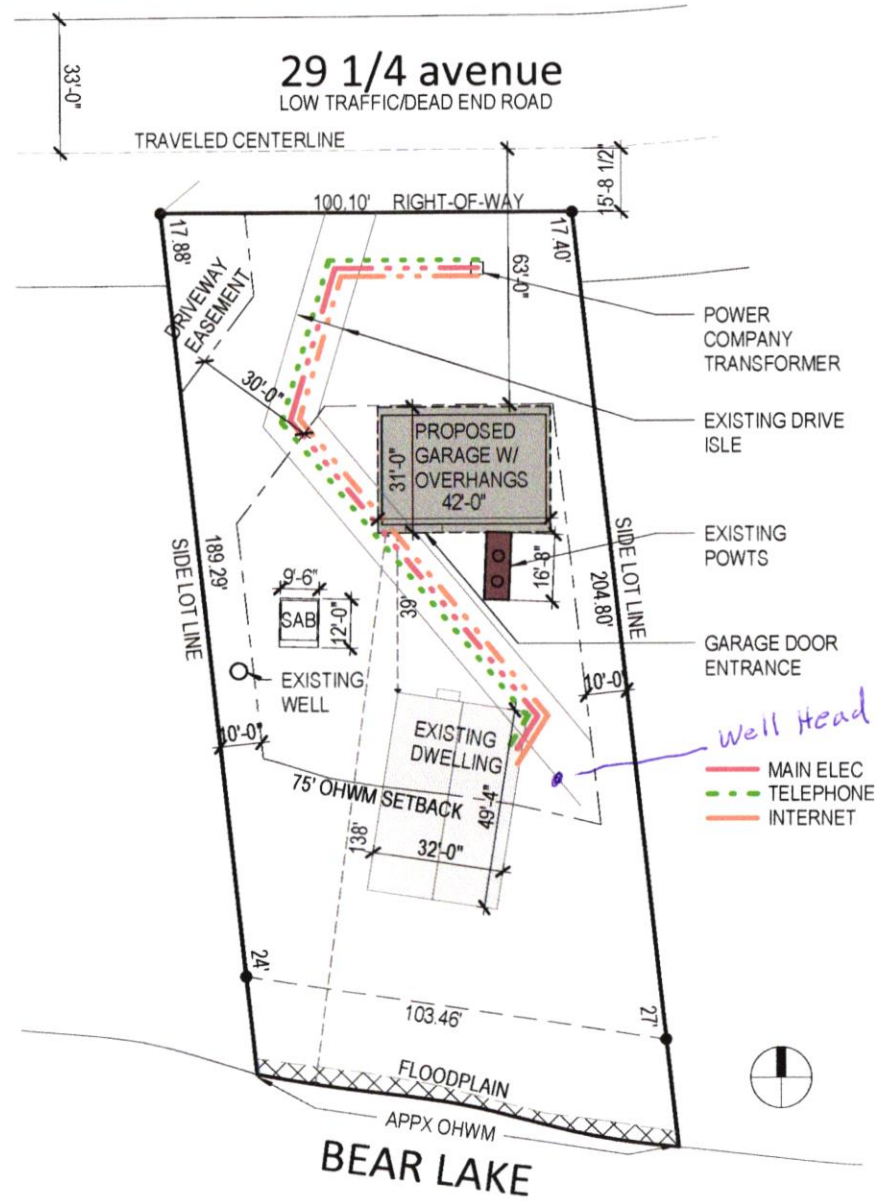 29 1/4 avenue
LOW TRAFFIC/DEAD END ROAD
33'-0"
TRAVELED CENTERLINE
15'-8 1/2"
100.10' RIGHT-OF-WAY
17.88'
17.40'
DRIVEWAY
EASEMENT
63'-0"
POWER
COMPANY
TRANSFORMER
30'-0"
EXISTING DRIVE
ISLE
PROPOSED
GARAGE W/
OVERHANGS
42'-0"
31'-0"
EXISTING
POWTS
16'-8"
SIDE LOT LINE
189.29'
SIDE LOT LINE
204.80'
9'-6"
SAB
12'-0"
39'
GARAGE DOOR
ENTRANCE
EXISTING
WELL
10'-0"
10'-0"
Well Head
EXISTING
DWELLING
MAIN ELEC
TELEPHONE
INTERNET
75' OHWM SETBACK
49'-4"
138'
32'-0"
24'
27'
103.46'
FLOODPLAIN
APPX OHWM
BEAR LAKE